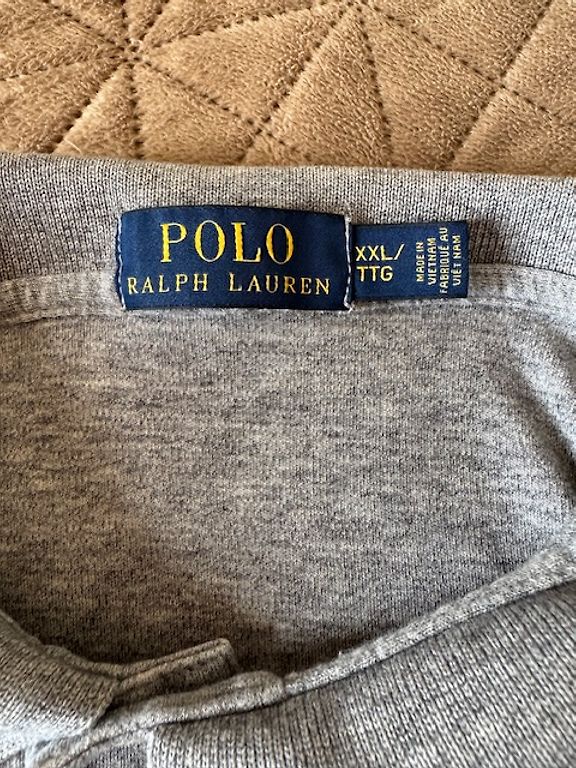 POLO
RALPH LAUREN
XXL/
TTG
MADE IN
VIETNAM
FABRIQUÉ AU
VIÊT NAM